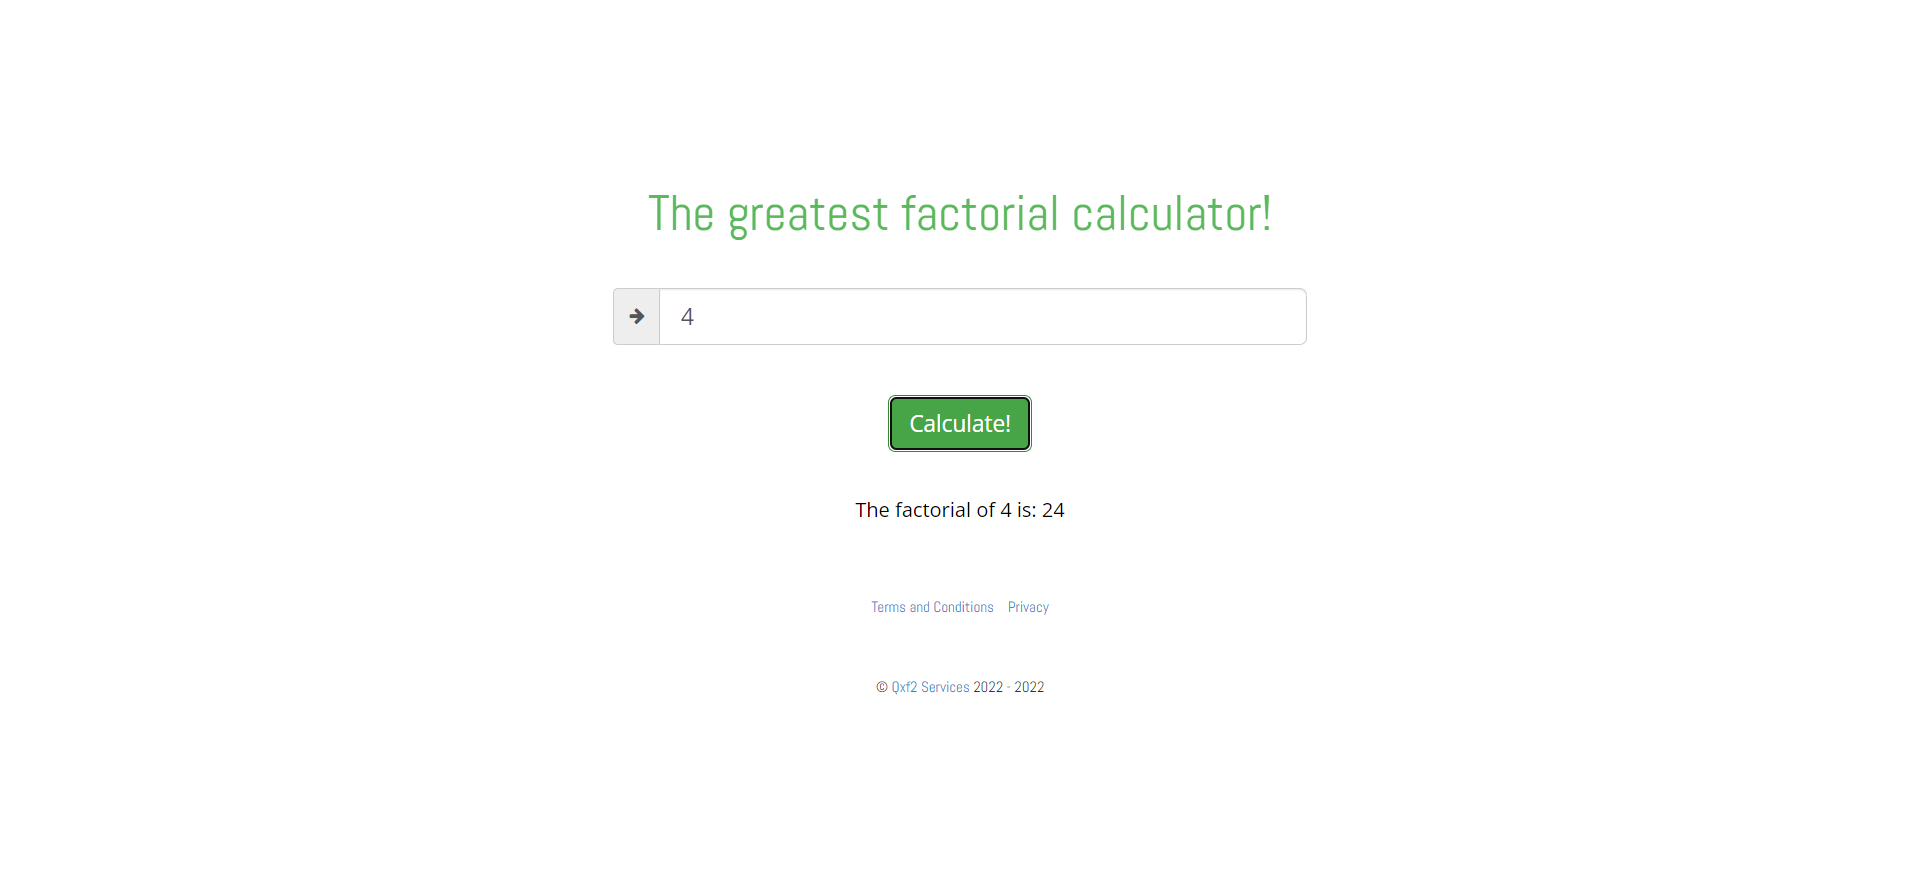 The greatest factorial calculator!
4
Calculate!
The factorial of 4 is: 24
Terms and Conditions Privacy
© Qxf2 Services 2022 - 2022